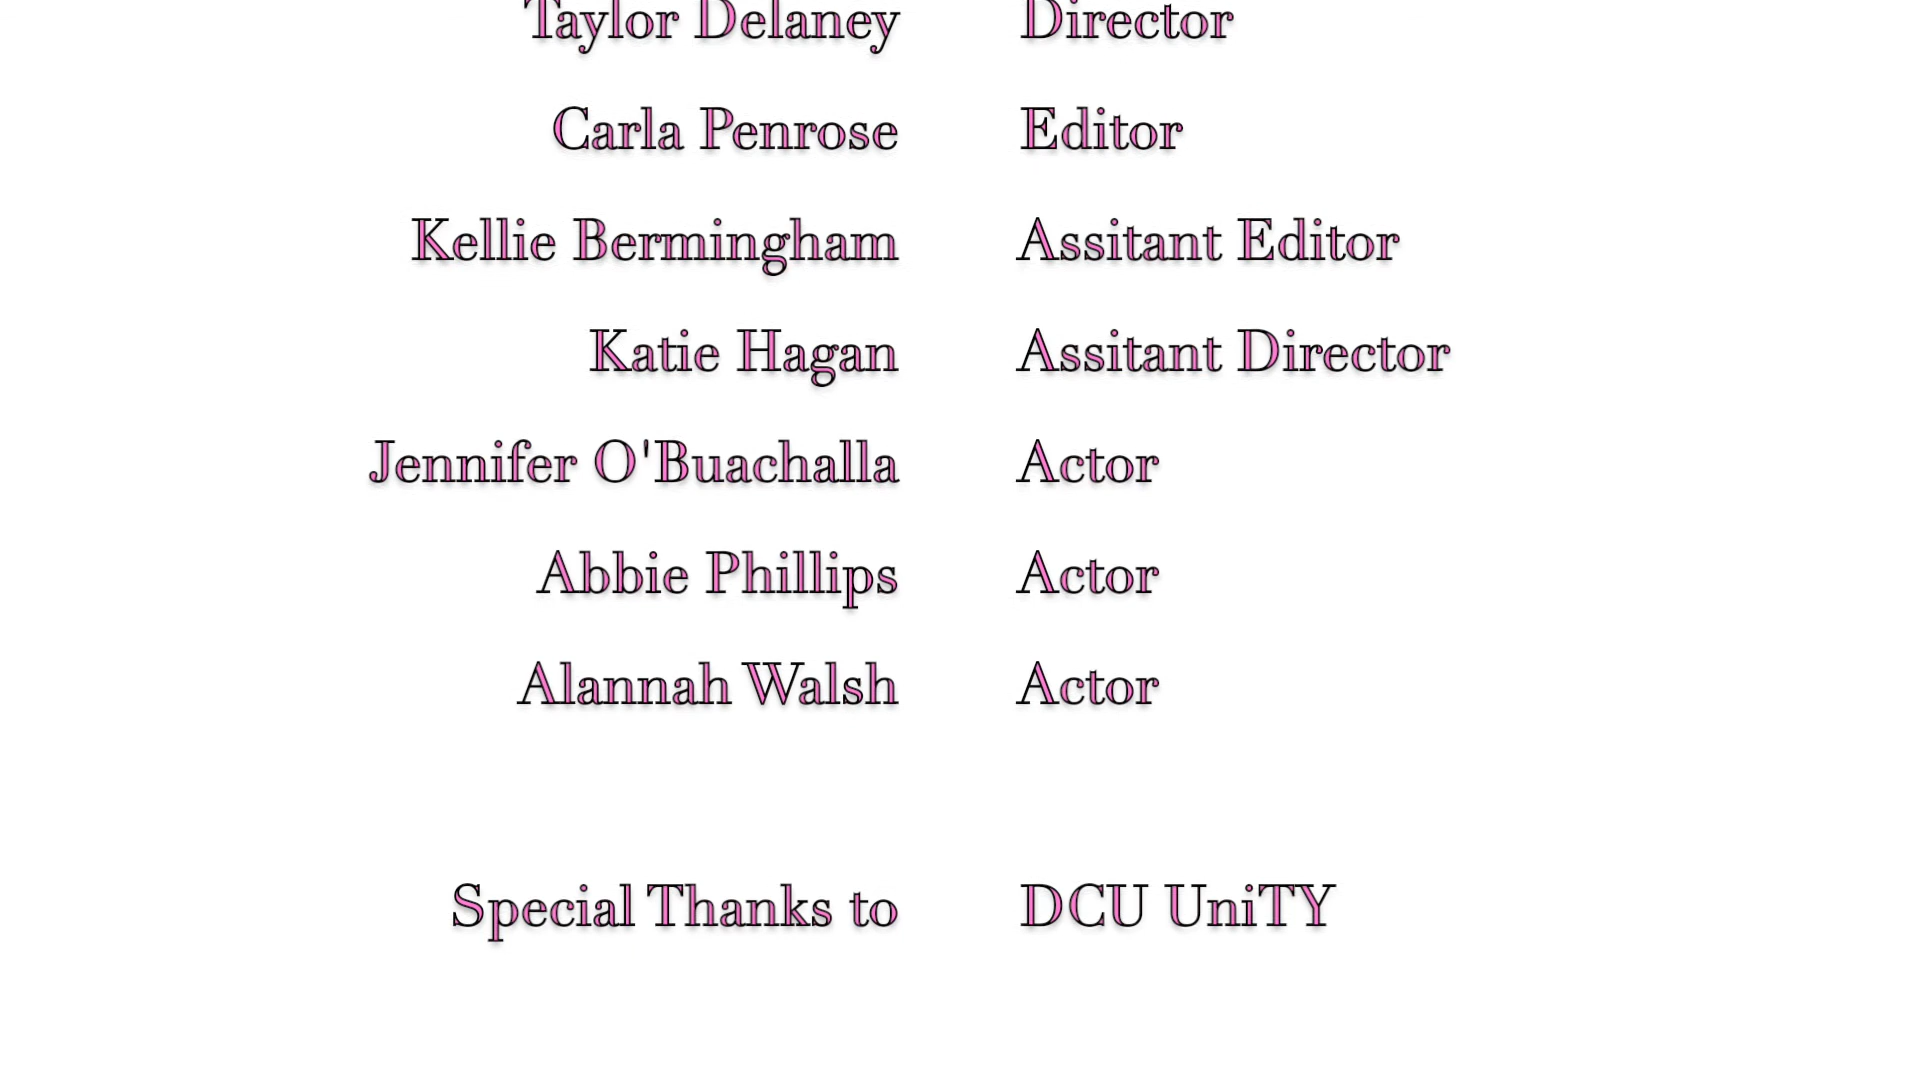 Taylor Delaney Director
Carla Penrose Editor
Kellie Bermingham Assitant Editor
Katie Hagan Assitant Director
Jennifer O'Buachalla Actor
Abbie Phillips Actor
Alannah Walsh Actor
Special Thanks to DCU UniTY